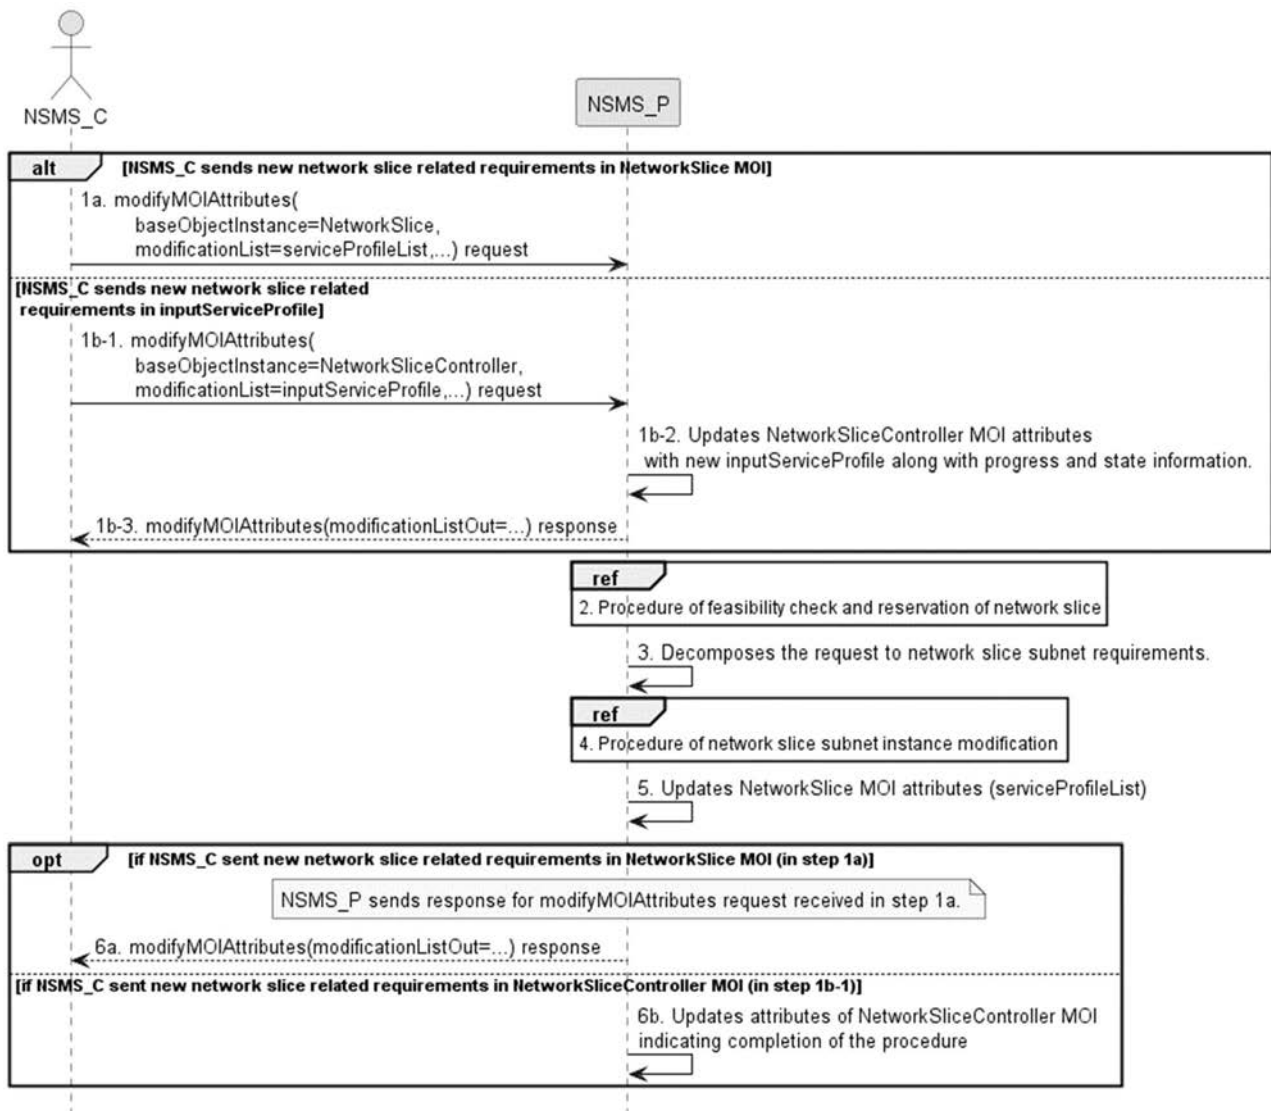 NSMS_C
NSMS_P
alt
[NSMS_C sends new network slice related requirements in NetworkSlice MOI]
1a. modifyMOIAttributes(
baseObjectInstance=NetworkSlice,
modificationList=serviceProfileList,...) request
[NSMS_C sends new network slice related
requirements in inputServiceProfile]
1b-1. modifyMOIAttributes(
baseObjectInstance=NetworkSliceController,
modificationList=inputServiceProfile,...) request
1b-2. Updates NetworkSliceController MOI attributes
with new inputServiceProfile along with progress and state information.
1b-3. modifyMOIAttributes(modificationListOut=...) response
ref
2. Procedure of feasibility check and reservation of network slice
3. Decomposes the request to network slice subnet requirements.
ref
4. Procedure of network slice subnet instance modification
5. Updates NetworkSlice MOI attributes (serviceProfileList)
opt
[if NSMS_C sent new network slice related requirements in NetworkSlice MOI (in step 1a)]
NSMS_P sends response for modifyMOIAttributes request received in step 1a.
6a. modifyMOIAttributes(modificationListOut=...) response
[if NSMS_C sent new network slice related requirements in NetworkSliceController MOI (in step 1b-1)]
6b. Updates attributes of NetworkSliceController MOI
indicating completion of the procedure